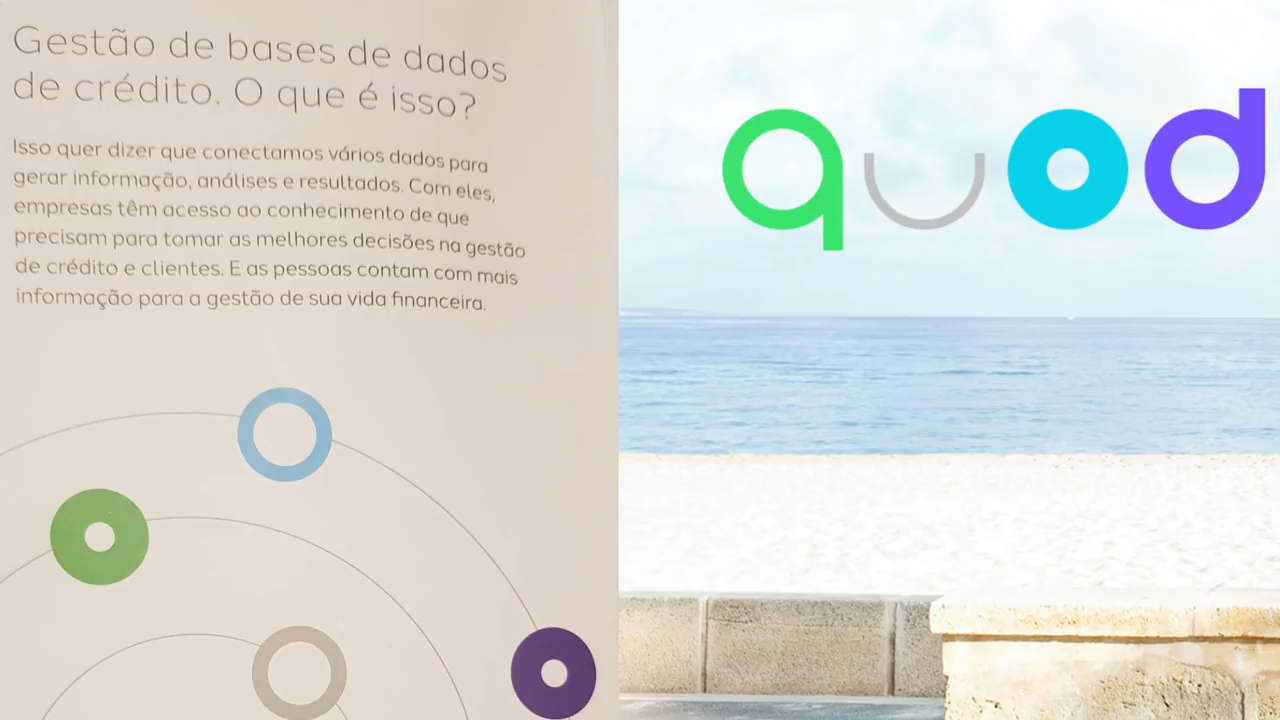 Gestão de bases de dados
de crédito. O que é isso?
Isso quer dizer que conectamos vários dados para
gerar informação, análises e resultados. Com eles,
empresas têm acesso ao conhecimento de que
precisam para tomar as melhores decisões na gestão
de crédito e clientes. E as pessoas contam com mais
informação para a gestão de sua vida financeira.
quod